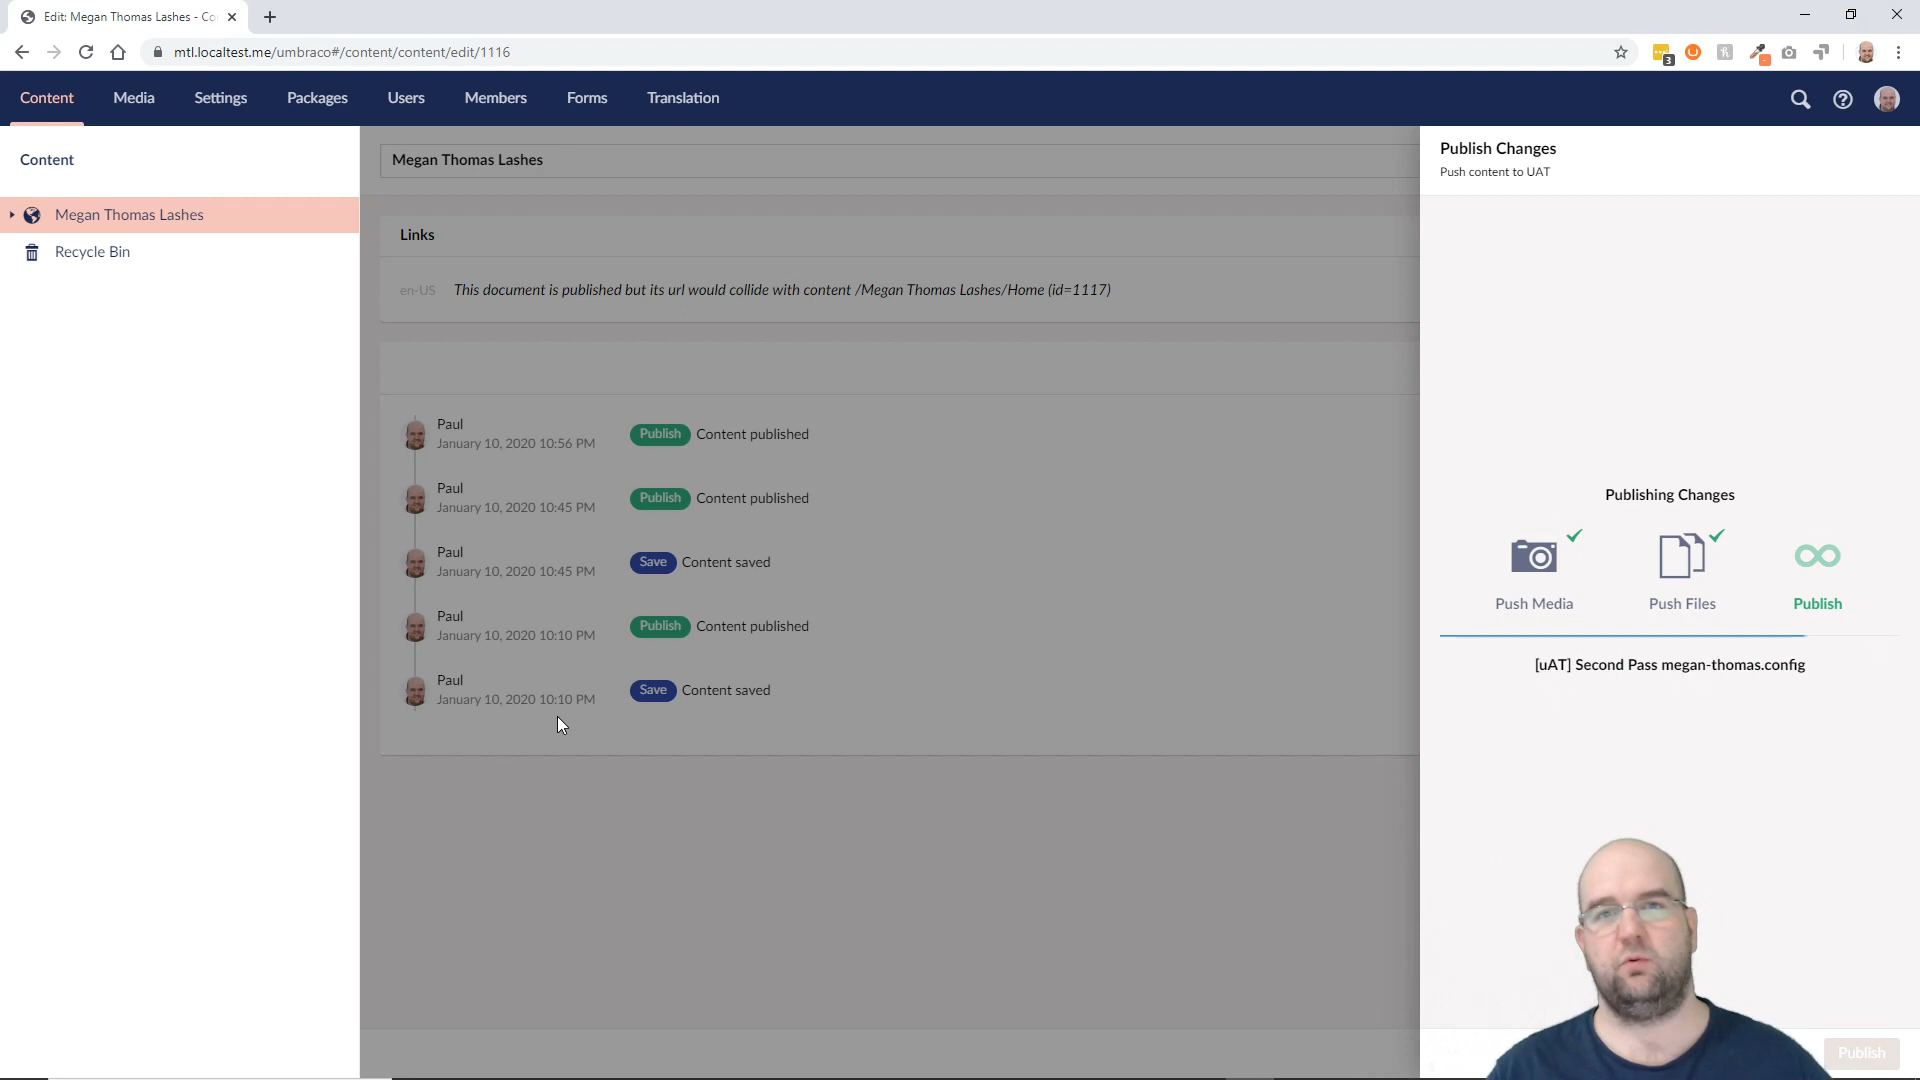 Edit: Megan Thomas Lashes - Co
mtl.localtest.me/umbraco#/content/content/edit/1116
3
Content Media Settings Packages Users Members Forms Translation
Content
Megan Thomas Lashes
Recycle Bin
Megan Thomas Lashes
Links
en-US This document is published but its url would collide with content /Megan Thomas Lashes/Home (id=1117)
Paul
January 10, 2020 10:56 PM
Publish Content published
Paul
January 10, 2020 10:45 PM
Publish Content published
Paul
January 10, 2020 10:45 PM
Save Content saved
Paul
January 10, 2020 10:10 PM
Publish Content published
Paul
January 10, 2020 10:10 PM
Save Content saved
Publish Changes
Push content to UAT
Publishing Changes
Push Media Push Files Publish
[uAT] Second Pass megan-thomas.config
Publish